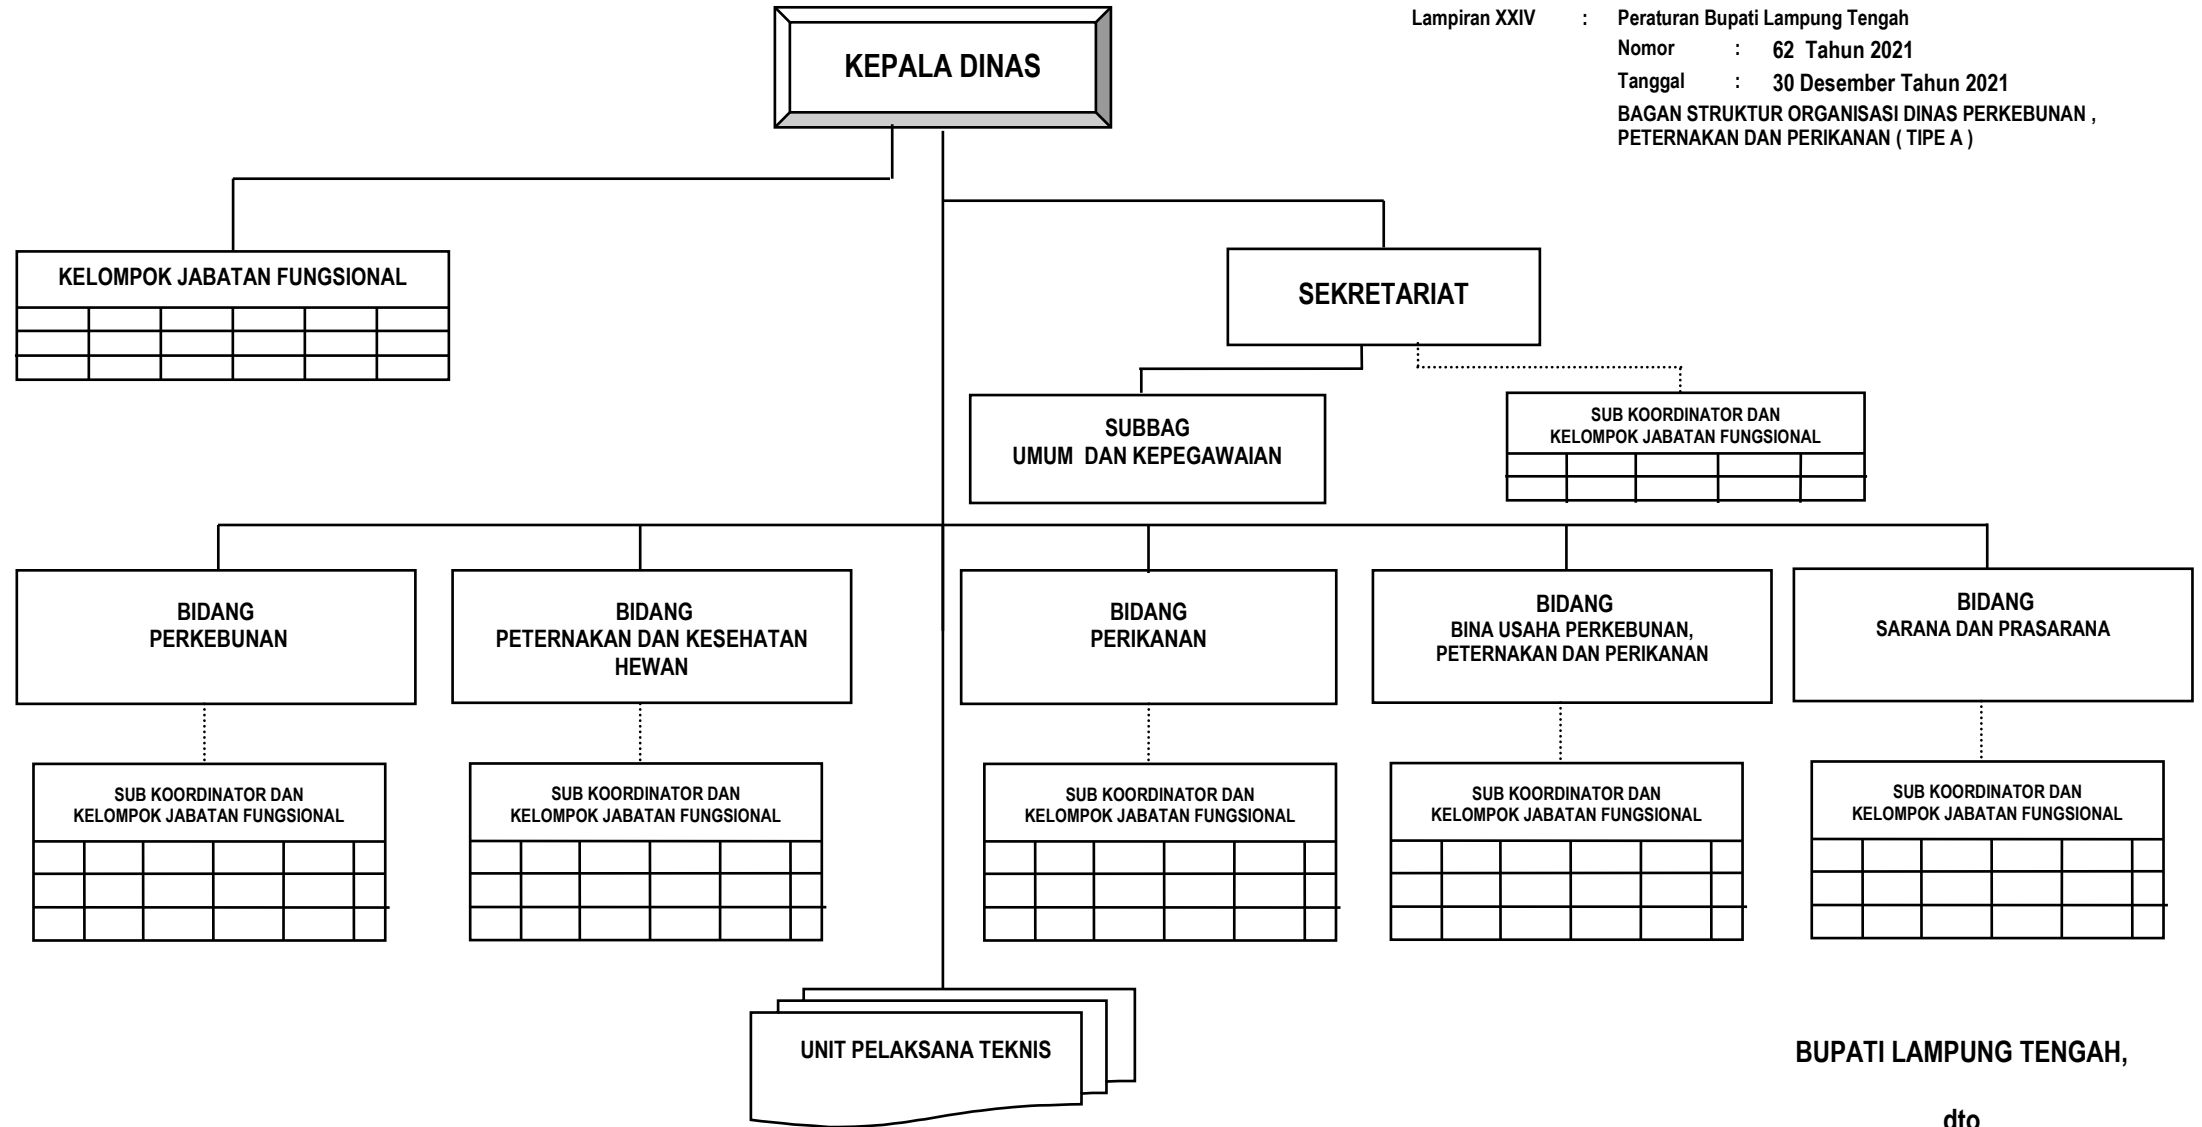 Lampiran XXIV : Peraturan Bupati Lampung Tengah
Nomor : 62 Tahun 2021
Tanggal : 30 Desember Tahun 2021
BAGAN STRUKTUR ORGANISASI DINAS PERKEBUNAN ,
PETERNAKAN DAN PERIKANAN ( TIPE A )
KEPALA DINAS
KELOMPOK JABATAN FUNGSIONAL
SEKRETARIAT
SUBBAG
UMUM DAN KEPEGAWAIAN
SUB KOORDINATOR DAN
KELOMPOK JABATAN FUNGSIONAL
BIDANG
PERKEBUNAN
BIDANG
PETERNAKAN DAN KESEHATAN
HEWAN
BIDANG
PERIKANAN
BIDANG
BINA USAHA PERKEBUNAN,
PETERNAKAN DAN PERIKANAN
BIDANG
SARANA DAN PRASARANA
SUB KOORDINATOR DAN
KELOMPOK JABATAN FUNGSIONAL
SUB KOORDINATOR DAN
KELOMPOK JABATAN FUNGSIONAL
SUB KOORDINATOR DAN
KELOMPOK JABATAN FUNGSIONAL
SUB KOORDINATOR DAN
KELOMPOK JABATAN FUNGSIONAL
SUB KOORDINATOR DAN
KELOMPOK JABATAN FUNGSIONAL
UNIT PELAKSANA TEKNIS
BUPATI LAMPUNG TENGAH,
dto